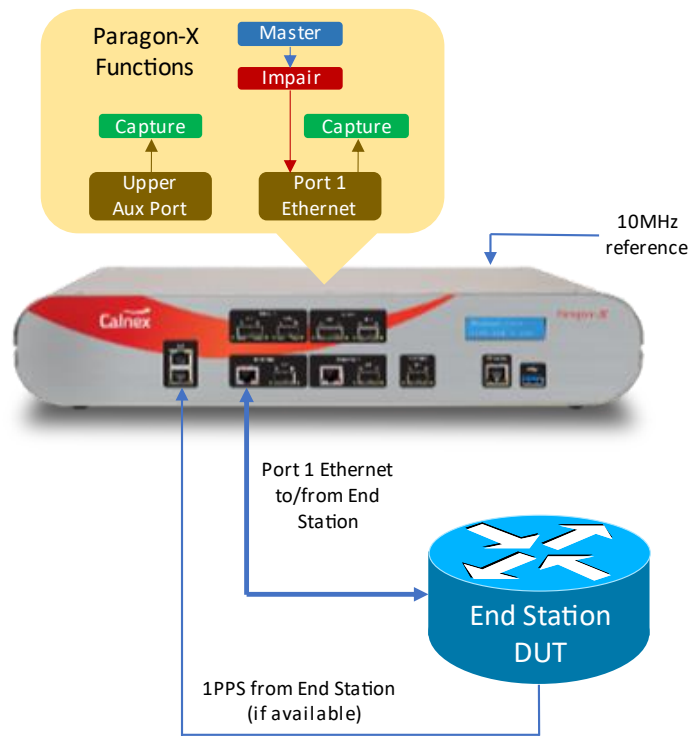 Paragon-X
Functions
Master
Impair
Capture
Capture
Upper
Aux Port
Port 1
Ethernet
10MHz
reference
Calnex
Paragon-X
Port 1 Ethernet
to/from End
Station
End Station
DUT
1PPS from End Station
(if available)